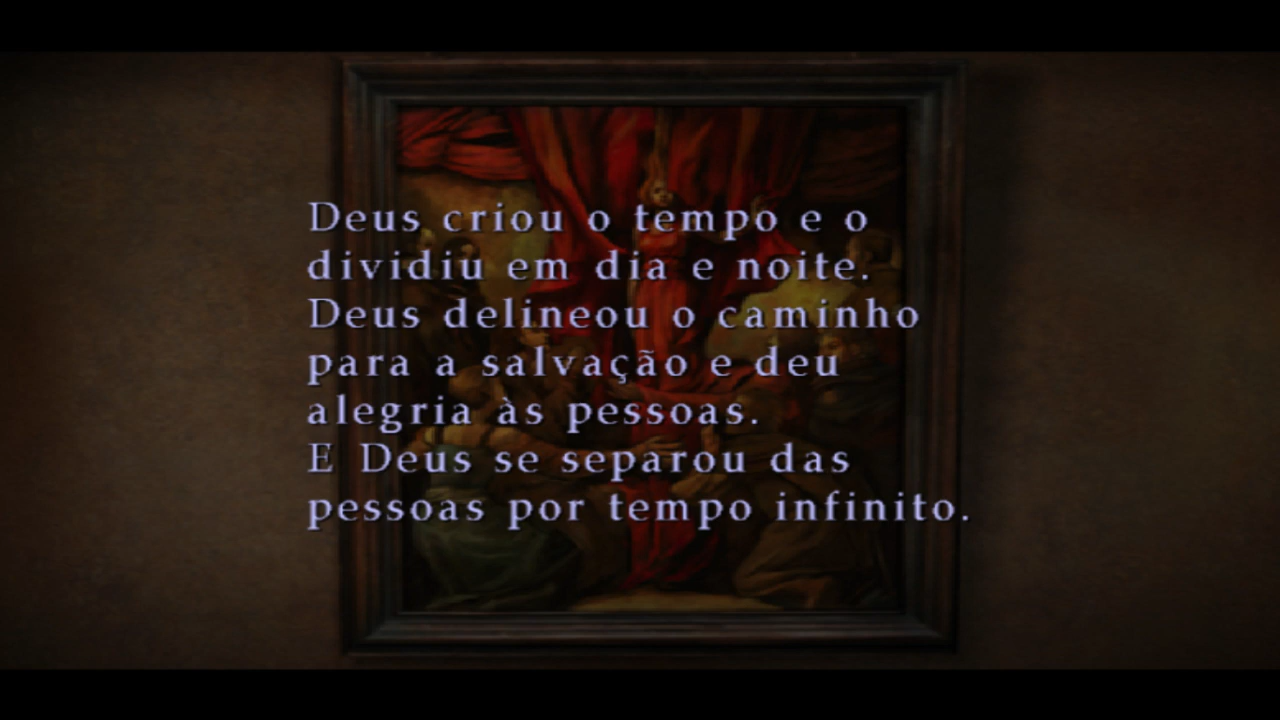 Deus criou o tempo e o
dividiu em dia e noite.
Deus delineou o caminho
para a salvação e deu
alegria às pessoas.
E Deus se separou das
pessoas por tempo infinito.